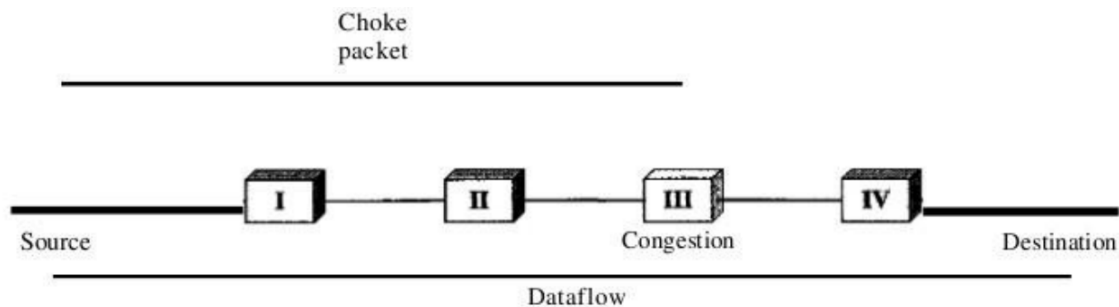 Choke
packet
I
II
III
IV
Source
Congestion
Destination
Dataflow